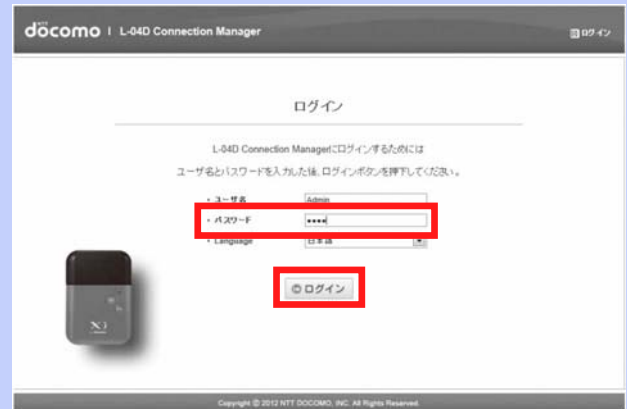 NTT
döcomo | L-04D Connection Manager
ログイン
ログイン
L-04D Connection Managerにログインするためには
ユーザ名とパスワードを入力した後、ログインボタンを押下してください。
・ユーザ名 Admin
・パスワード ••••
・Language 日本語
ログイン
Xi
Copyright © 2012 NTT DOCOMO, INC. All Rights Reserved.